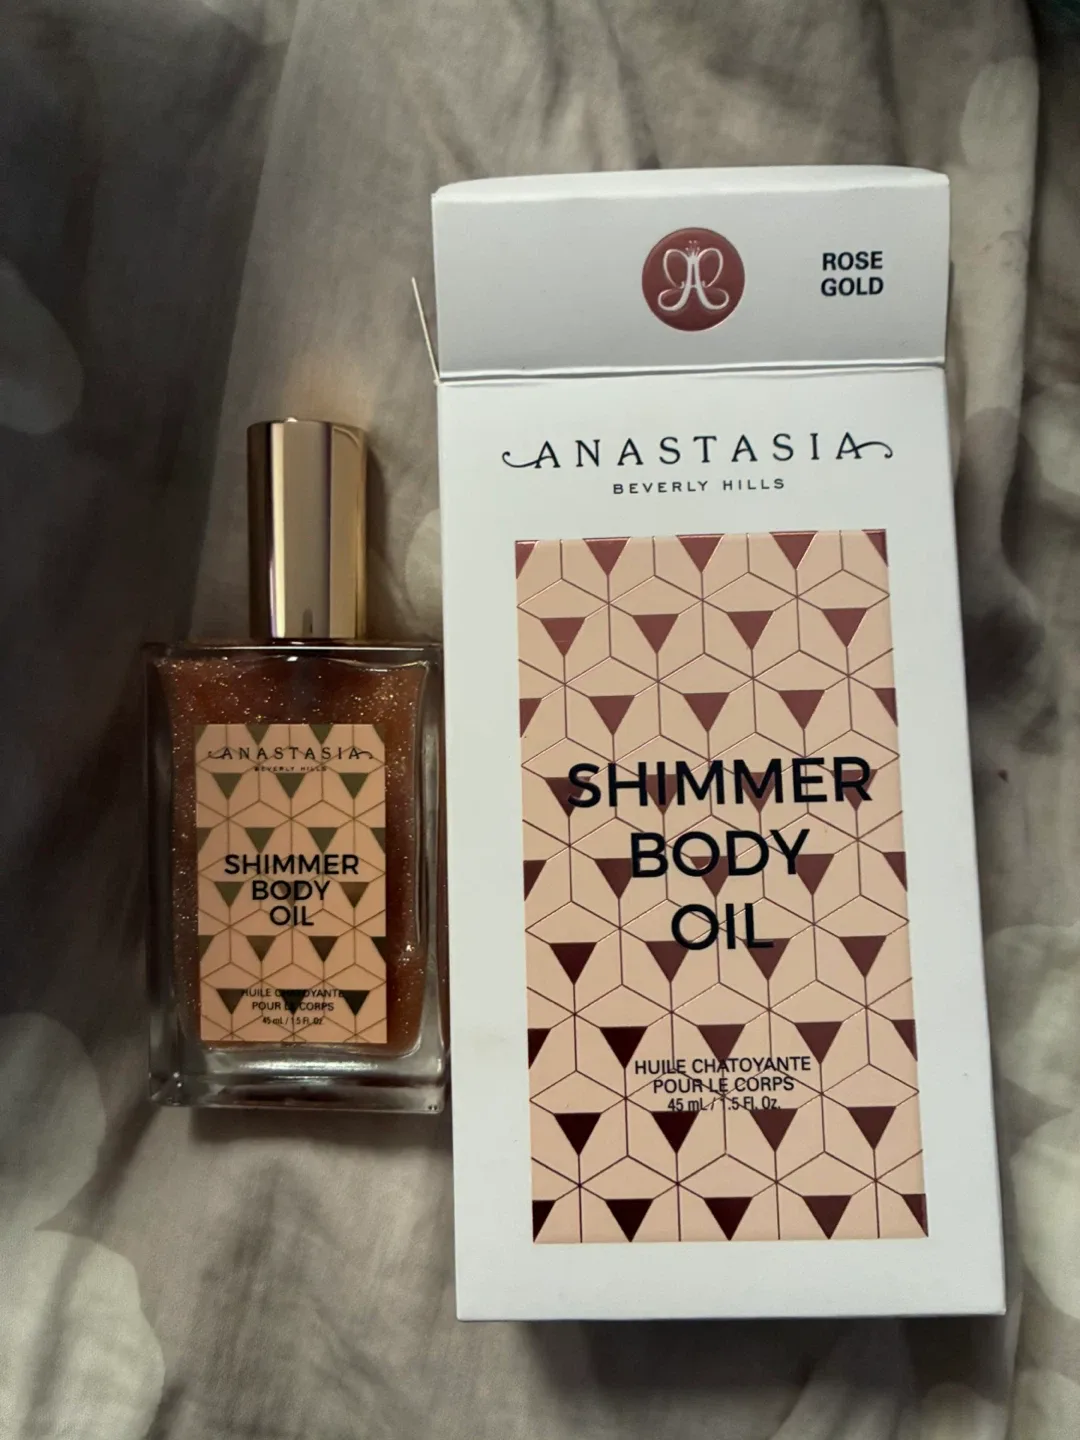 ROSE
GOLD
ANASTASIA
BEVERLY HILLS
SHIMMER
BODY
OIL
HUILE CHATOYANTE
POUR LE CORPS
45 mL / 1.5 Fl. Oz.
ANASTASIA
BEVERLY HILLS
SHIMMER
BODY
OIL
HUILE CHATOYANTE
POUR LE CORPS
45 mL / 1.5 Fl. Oz.